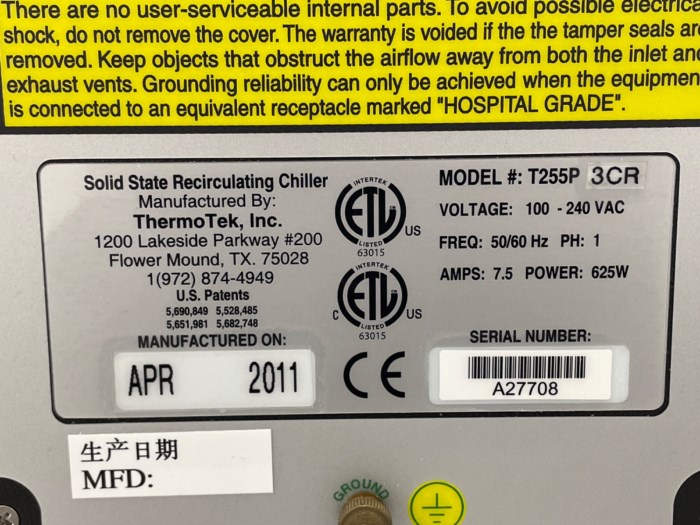 There are no user-serviceable internal parts. To avoid possible
shock, do not remove the cover. The warranty is voided if the the tamper seals
removed. Keep objects that obstruct the airflow away from both the inlet
exhaust vents. Grounding reliability can only be achieved when the
is connected to an equivalent receptacle marked "HOSPITAL GRADE".
Solid State Recirculating Chiller
Manufactured By:
ThermoTek, Inc.
1200 Lakeside Parkway #200
Flower Mound, TX. 75028
1(972) 874-4949
U.S. Patents
5,690,849 5,528,485
5,651,981 5,682,748
MANUFACTURED ON:
APR 2011
INTERTEK
ETL US
LISTED
63015
INTERTEK
C ETL US
LISTED
63015
CE
MODEL #: T255P 3CR
VOLTAGE: 100 - 240 VAC
FREQ: 50/60 Hz PH: 1
AMPS: 7.5 POWER: 625W
SERIAL NUMBER:
A27708
生产日期
MFD:
GROUND